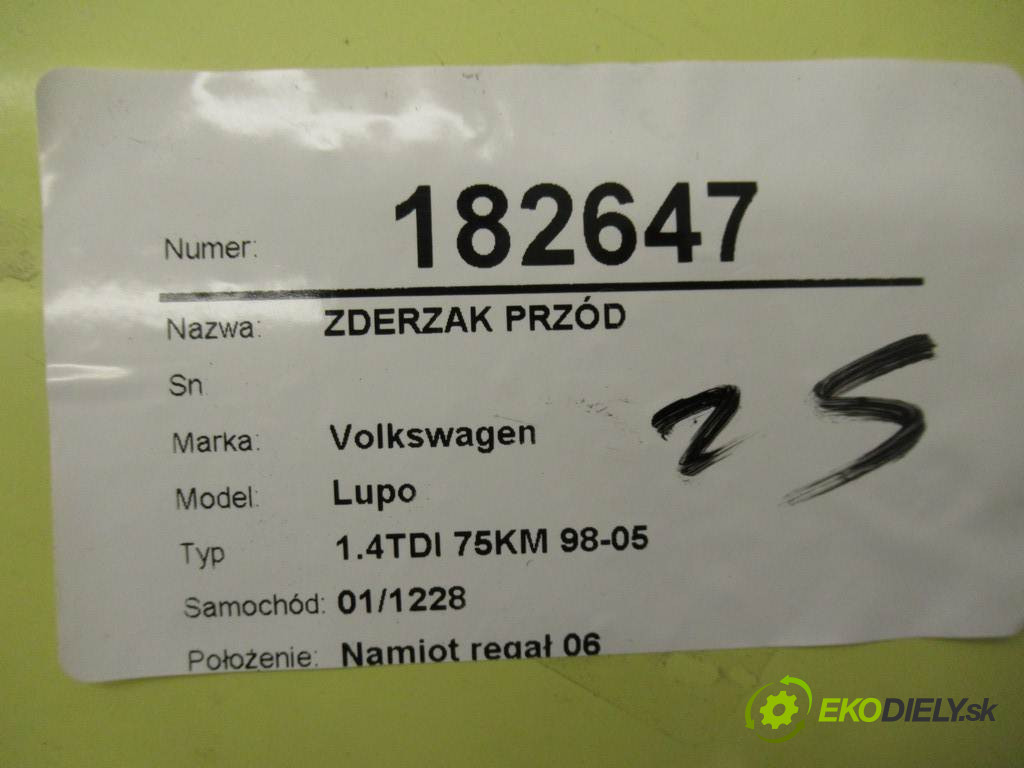 Numer: 182647
Nazwa: ZDERZAK PRZÓD
Sn
Marka: Volkswagen
Model: Lupo
Typ 1.4TDI 75KM 98-05
Samochód: 01/1228
Położenie: Namiot regał 06
25
EKODIELY.sk